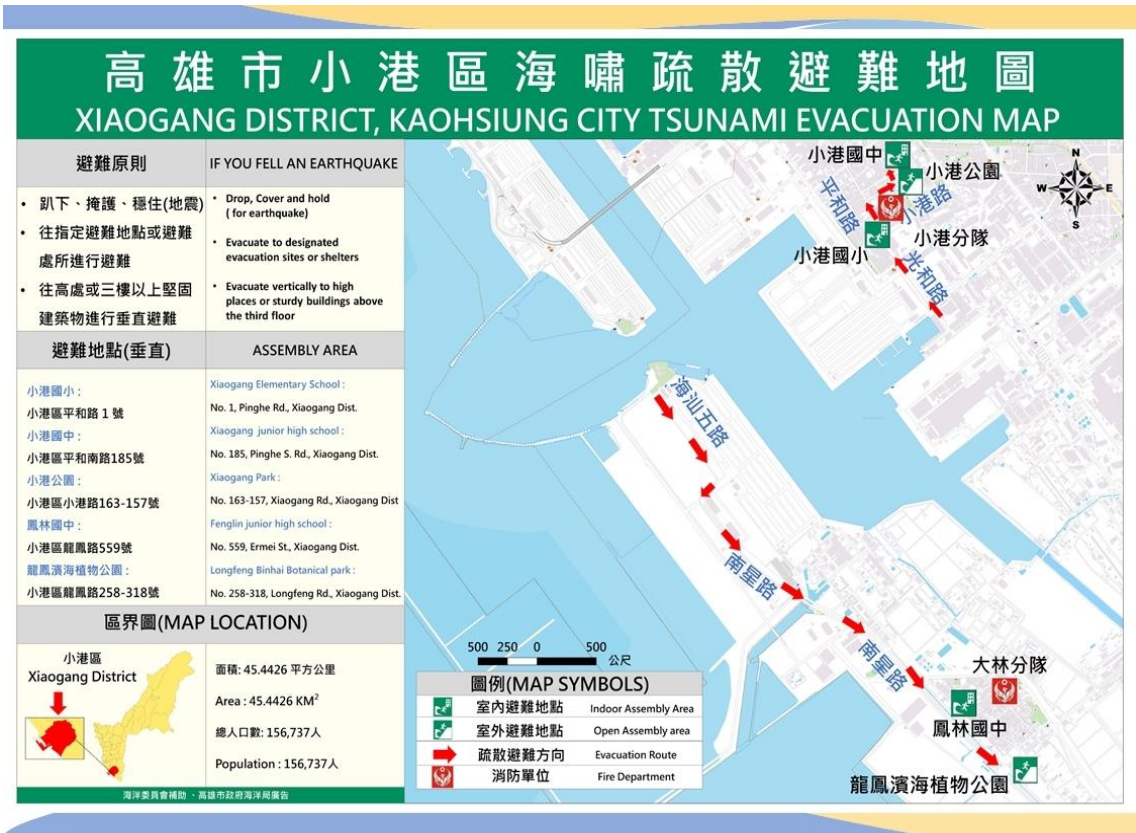 高雄市小港區海嘯疏散避難地圖
XIAOGANG DISTRICT, KAOHSIUNG CITY TSUNAMI EVACUATION MAP
避難原則
IF YOU FELL AN EARTHQUAKE
• 趴下、掩護、穩住(地震)
• 往指定避難地點或避難
處所進行避難
• 往高處或三樓以上堅固
建築物進行垂直避難
• Drop, Cover and hold
( for earthquake)
• Evacuate to designated
evacuation sites or shelters
• Evacuate vertically to high
places or sturdy buildings above
the third floor
避難地點(垂直)
ASSEMBLY AREA
小港國小：
小港區平和路 1 號
小港國中：
小港區平和南路185號
小港公園：
小港區小港路163-157號
鳳林國中：
小港區龍鳳路559號
龍鳳濱海植物公園：
小港區龍鳳路258-318號
Xiaogang Elementary School :
No. 1, Pinghe Rd., Xiaogang Dist.
Xiaogang junior high school :
No. 185, Pinghe S. Rd., Xiaogang Dist.
Xiaogang Park :
No. 163-157, Xiaogang Rd., Xiaogang Dist
Fenglin junior high school :
No. 559, Ermei St., Xiaogang Dist.
Longfeng Binhai Botanical park :
No. 258-318, Longfeng Rd., Xiaogang Dist.
區界圖(MAP LOCATION)
小港區
Xiaogang District
面積: 45.4426 平方公里
Area : 45.4426 KM²
總人口數: 156,737人
Population : 156,737人
海洋委員會補助、高雄市政府海洋局廣告
小港國中
小港公園
平和路
小港路
小港分隊
小港國小
光和路
N
W
E
S
海汕五路
南星路
南星路
大林分隊
鳳林國中
龍鳳濱海植物公園
500 250 0 500
公尺
圖例(MAP SYMBOLS)
室內避難地點 Indoor Assembly Area
室外避難地點 Open Assembly area
疏散避難方向 Evacuation Route
消防單位 Fire Department